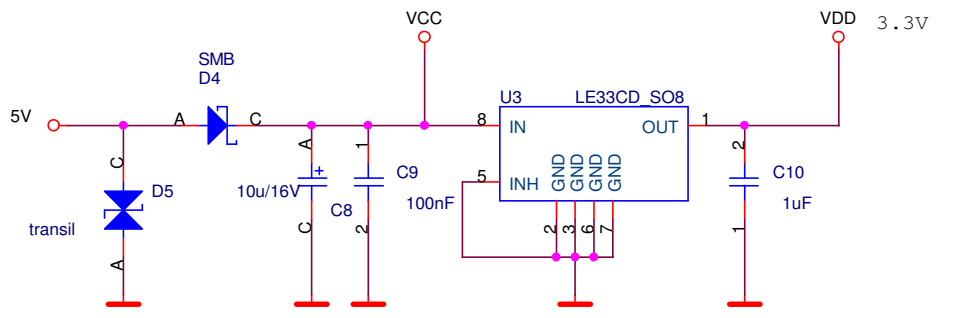 VCC
VDD 3.3V
SMB
D4
5V
A
C
U3
LE33CD_SO8
8
IN
OUT
1
C
D5
transil
A
A
+
10u/16V
C8
C
1
C9
100nF
2
5
INH
GND
GND
GND
GND
2
3
6
7
2
C10
1uF
1